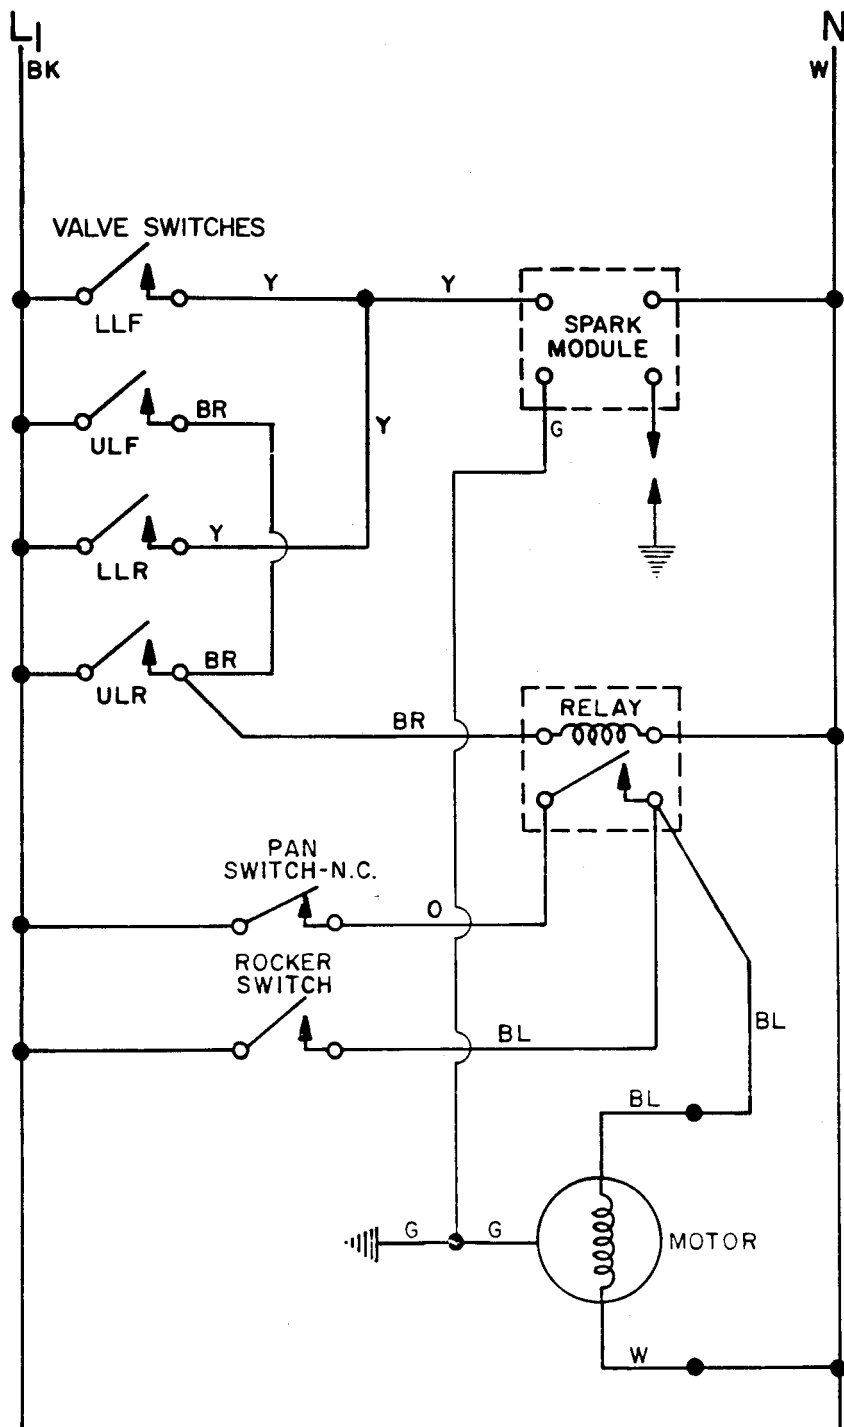 L1
N
BK
W
VALVE SWITCHES
Y
Y
LLF
SPARK
MODULE
BR
Y
G
ULF
Y
LLR
BR
ULR
RELAY
BR
PAN
SWITCH-N.C.
O
ROCKER
SWITCH
BL
BL
BL
G
G
MOTOR
W